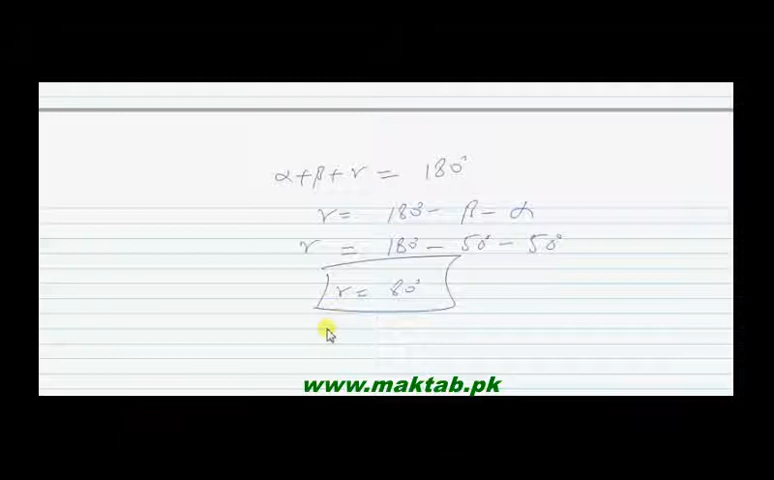 α+β+γ = 180°
γ = 180 - β - α
γ = 180 - 50° - 50°
γ = 80°
www.maktab.pk